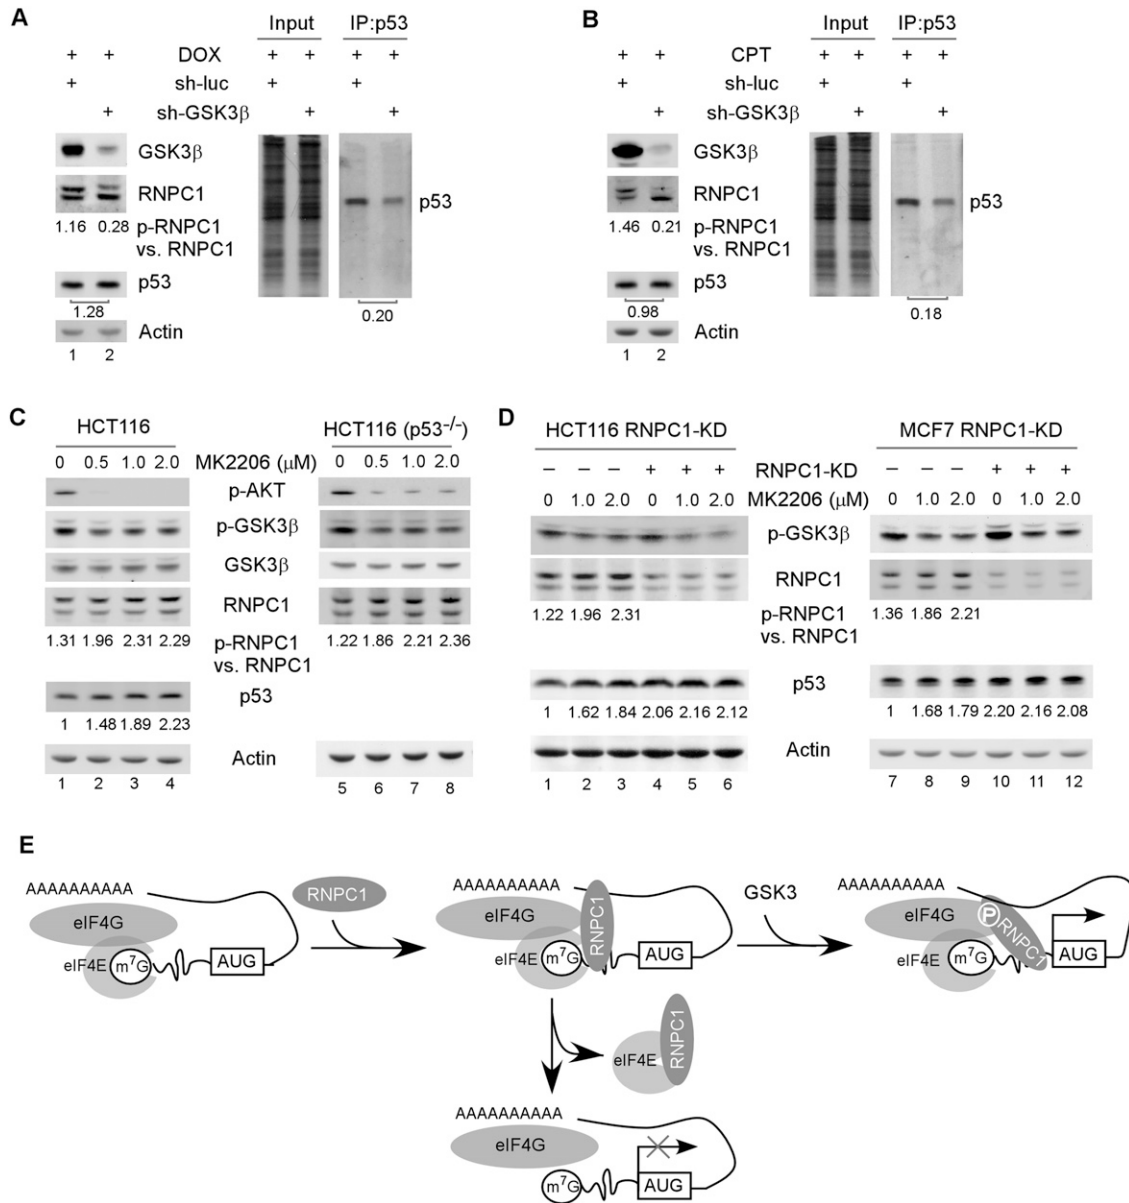 A
Input IP:p53
DOX + + + + + +
sh-luc + + +
sh-GSK3β + + +
GSK3β
RNPC1
1.16 0.28 p-RNPC1
vs. RNPC1
p53
p53
1.28
0.20
Actin
1 2
B
Input IP:p53
CPT + + + + + +
sh-luc + + +
sh-GSK3β + + +
GSK3β
RNPC1
1.46 0.21 p-RNPC1
vs. RNPC1
p53
p53
0.98
0.18
Actin
1 2
C
HCT116 HCT116 (p53-/-)
0 0.5 1.0 2.0 MK2206 (μM) 0 0.5 1.0 2.0
p-AKT
p-GSK3β
GSK3β
RNPC1
1.31 1.96 2.31 2.29 p-RNPC1 1.22 1.86 2.21 2.36
vs. RNPC1
p53
1 1.48 1.89 2.23
Actin
1 2 3 4 5 6 7 8
D
HCT116 RNPC1-KD MCF7 RNPC1-KD
– – – + + + RNPC1-KD – – – + + +
0 1.0 2.0 0 1.0 2.0 MK2206 (μM) 0 1.0 2.0 0 1.0 2.0
p-GSK3β
RNPC1
1.22 1.96 2.31 p-RNPC1 1.36 1.86 2.21
vs. RNPC1
p53
1 1.62 1.84 2.06 2.16 2.12 1 1.68 1.79 2.20 2.16 2.08
Actin
1 2 3 4 5 6 7 8 9 10 11 12
E
AAAAAAAAAA
eIF4G
eIF4E
m7G
AUG
RNPC1
AAAAAAAAAA
eIF4G
RNPC1
eIF4E
m7G
AUG
GSK3
AAAAAAAAAA
eIF4G
P
RNPC1
eIF4E
m7G
AUG
eIF4E
RNPC1
AAAAAAAAAA
eIF4G
m7G
AUG